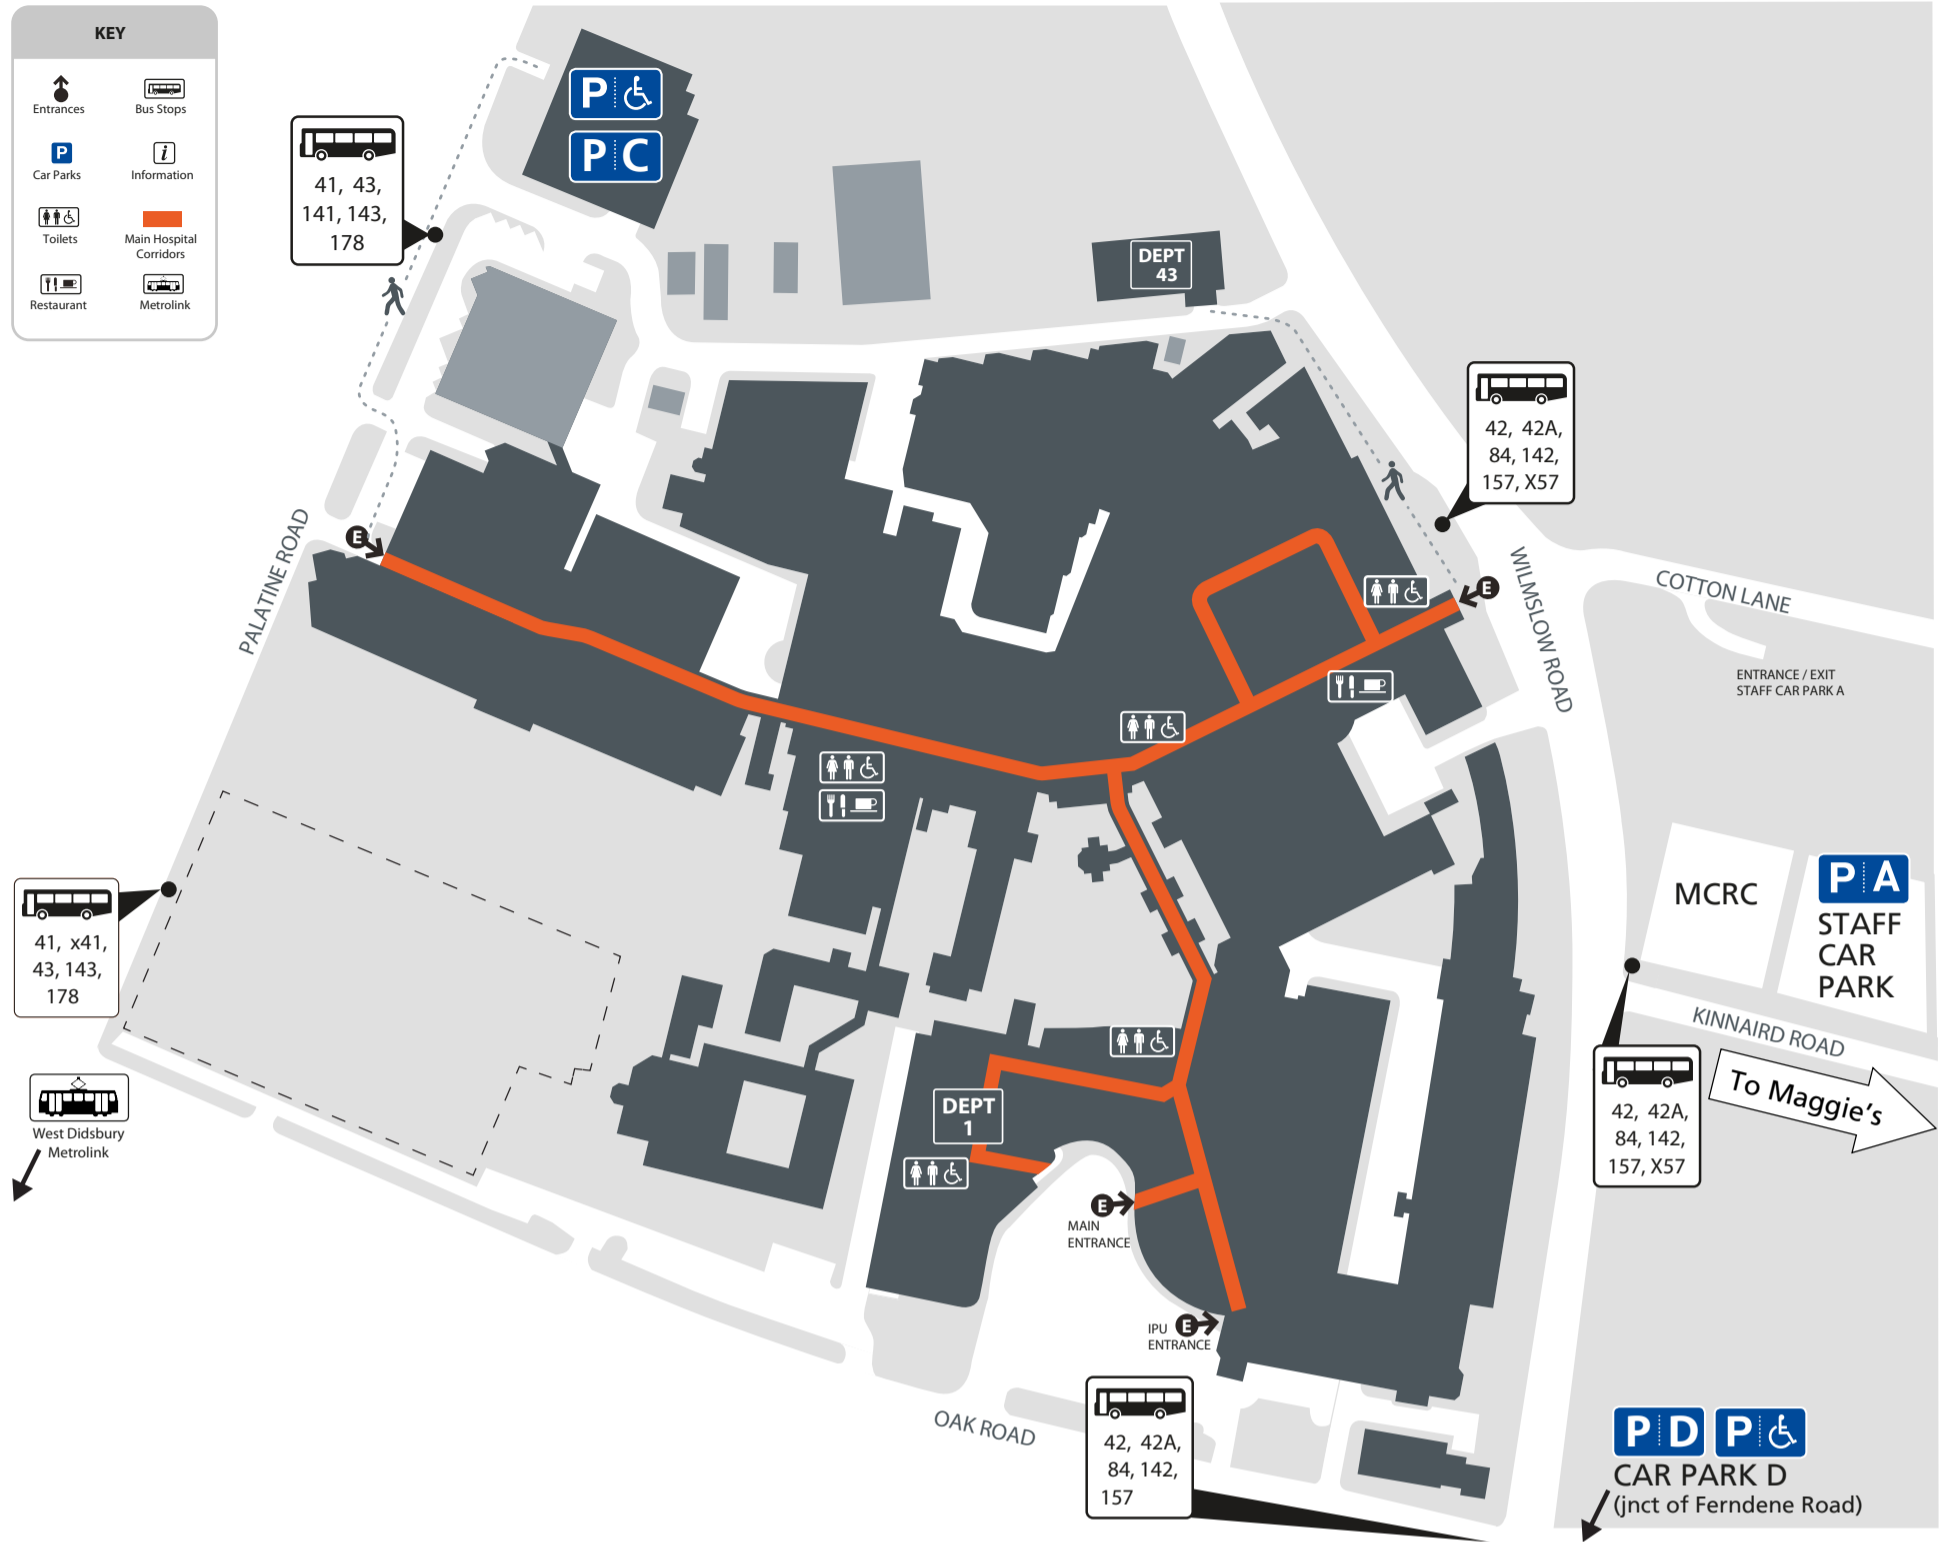 KEY
Entrances
Bus Stops
P
Car Parks
i
Information
Toilets
Main Hospital
Corridors
Restaurant
Metrolink
P
P C
41, 43,
141, 143,
178
DEPT
43
42, 42A,
84, 142,
157, X57
E
E
PALATINE ROAD
WILMSLOW ROAD
COTTON LANE
ENTRANCE / EXIT
STAFF CAR PARK A
MCRC
P A
STAFF
CAR
PARK
41, x41,
43, 143,
178
KINNAIRD ROAD
To Maggie's
42, 42A,
84, 142,
157, X57
West Didsbury
Metrolink
DEPT
1
E
MAIN
ENTRANCE
IPU
E
ENTRANCE
OAK ROAD
42, 42A,
84, 142,
157
P D P
CAR PARK D
(jnct of Ferndene Road)